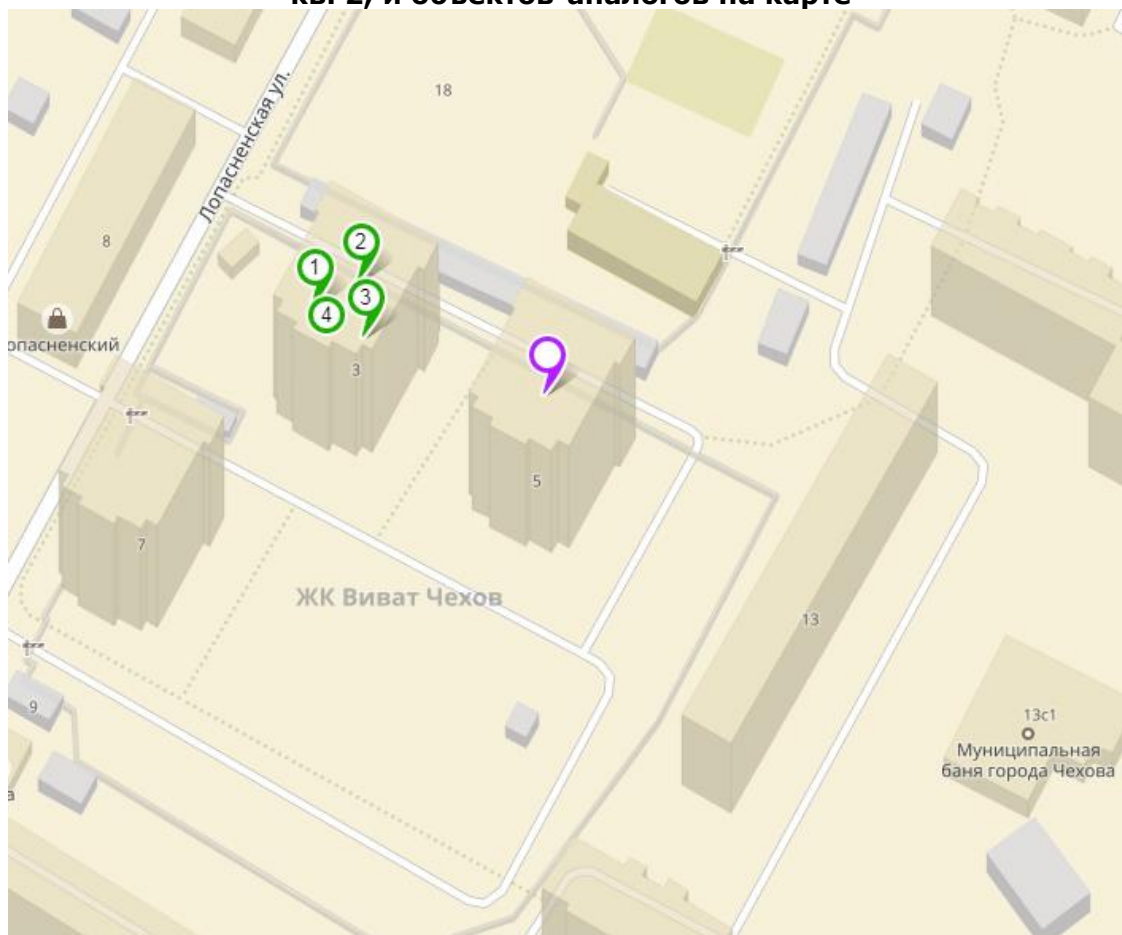 кв. 2, и объектов-аналогов на карте
18
Лопасненская ул.
8
2
1
3
4
опасненский
3
5
7
ЖК Виват Чехов
13
9
13с1
Муниципальная
баня города Чехова
а